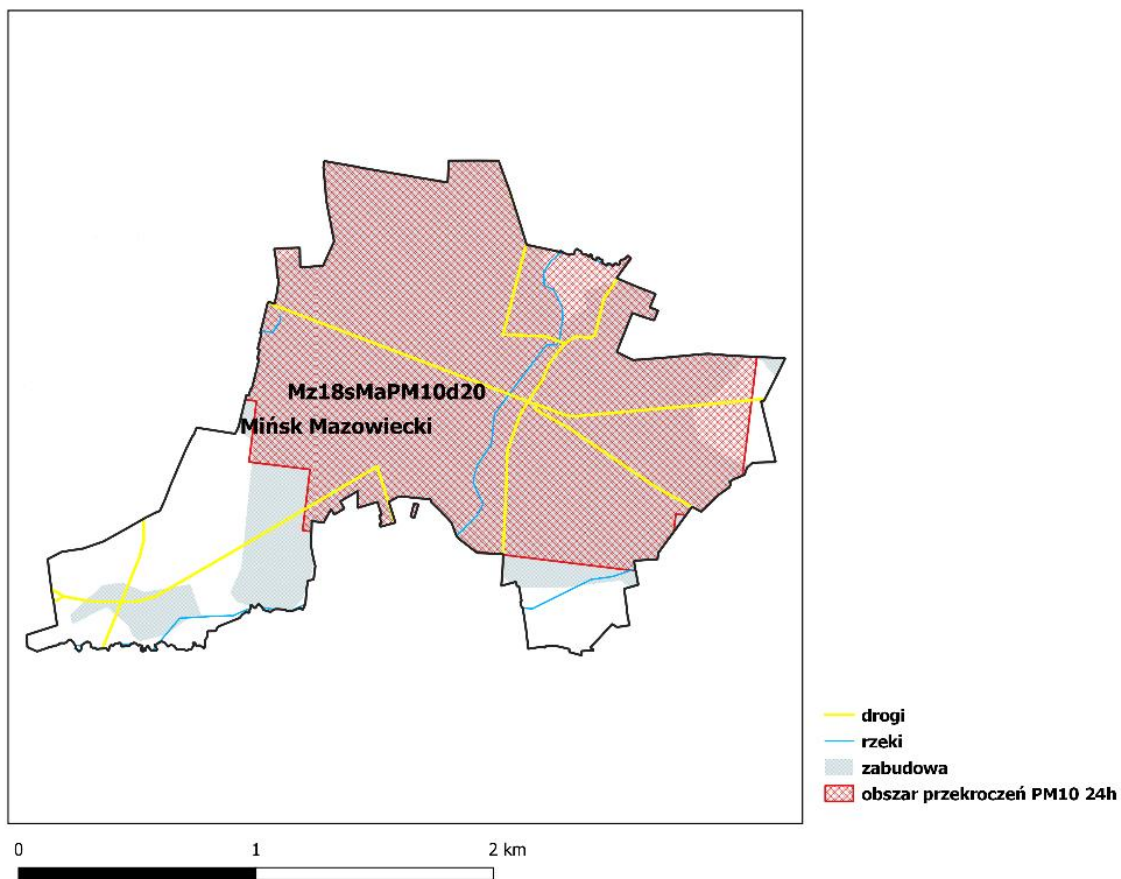 Mz18sMaPM10d20
Mińsk Mazowiecki
drogi
rzeki
zabudowa
obszar przekroczeń PM10 24h
0 1 2 km